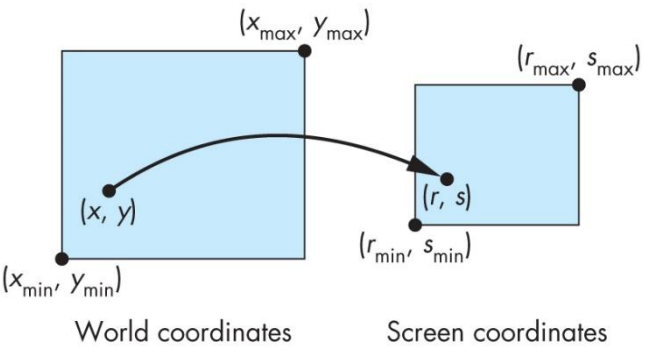 (xmax, ymax)
(rmax, smax)
(x, y)
(r, s)
(rmin, smin)
(xmin, ymin)
World coordinates
Screen coordinates